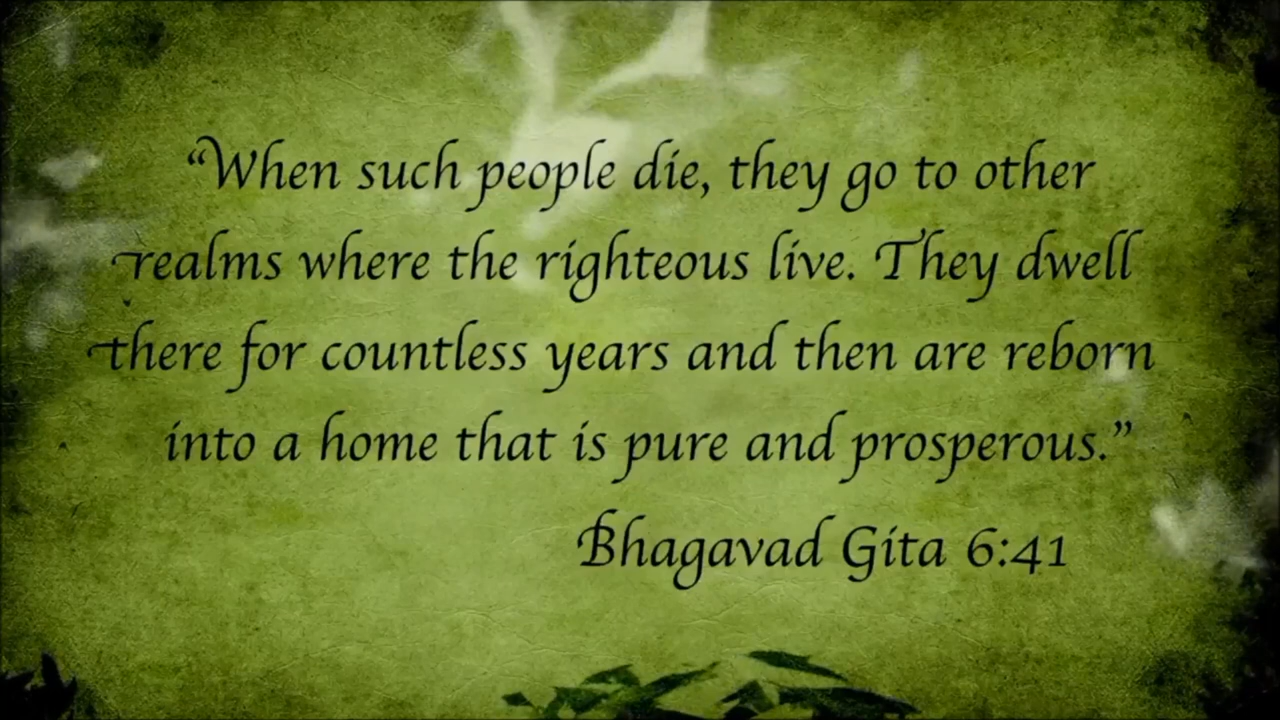 “When such people die, they go to other
realms where the righteous live. They dwell
there for countless years and then are reborn
into a home that is pure and prosperous.”
Bhagavad Gita 6:41